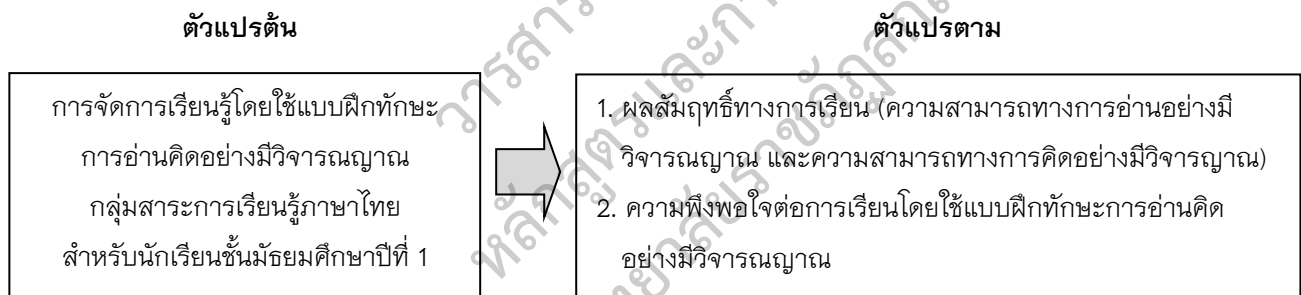 ตัวแปรต้น
ตัวแปรตาม
การจัดการเรียนรู้โดยใช้แบบฝึกทักษะ
การอ่านคิดอย่างมีวิจารณญาณ
กลุ่มสาระการเรียนรู้ภาษาไทย
สำหรับนักเรียนชั้นมัธยมศึกษาปีที่ 1
1. ผลสัมฤทธิ์ทางการเรียน (ความสามารถทางการอ่านอย่างมี
วิจารณญาณ และความสามารถทางการคิดอย่างมีวิจารญาณ)
2. ความพึงพอใจต่อการเรียนโดยใช้แบบฝึกทักษะการอ่านคิด
อย่างมีวิจารณญาณ